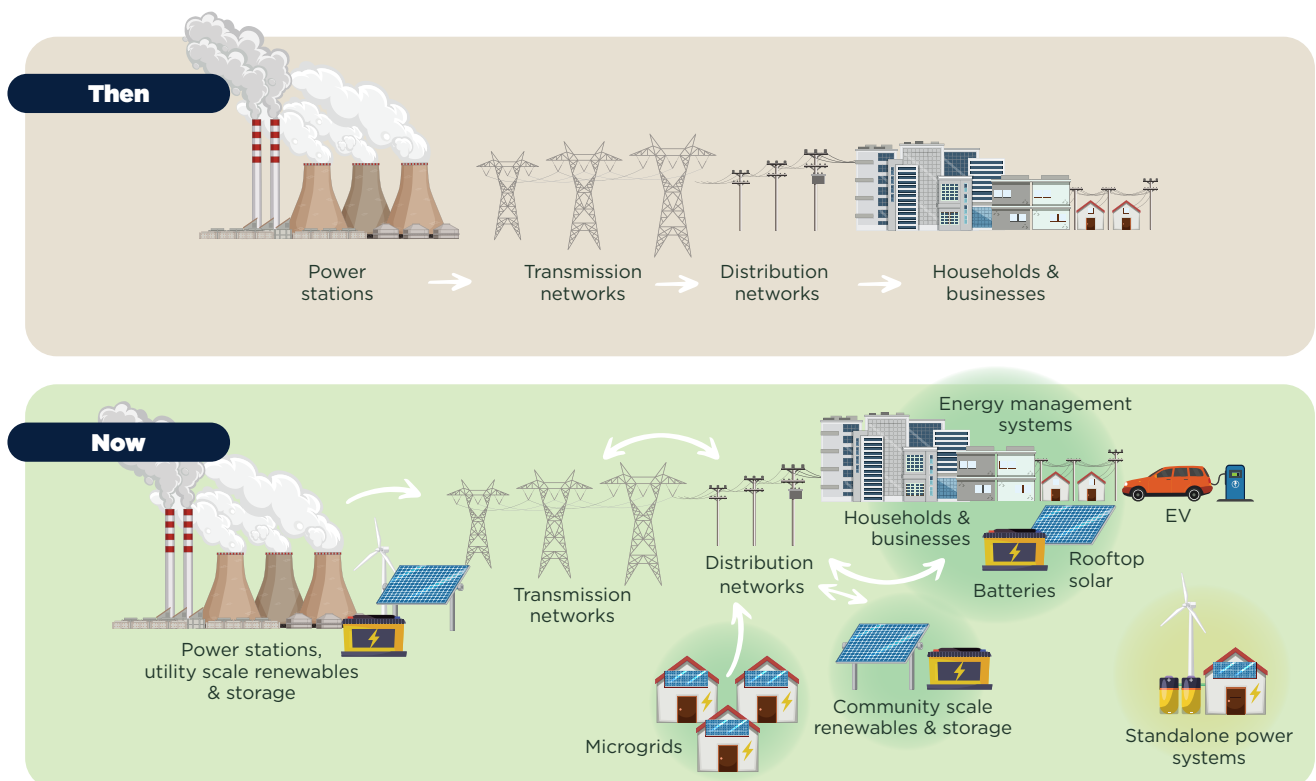 Then
Power
stations
Transmission
networks
Distribution
networks
Households &
businesses
Now
Energy management
systems
Households &
businesses
EV
Rooftop
solar
Batteries
Distribution
networks
Transmission
networks
Power stations,
utility scale renewables
& storage
Microgrids
Community scale
renewables & storage
Standalone power
systems